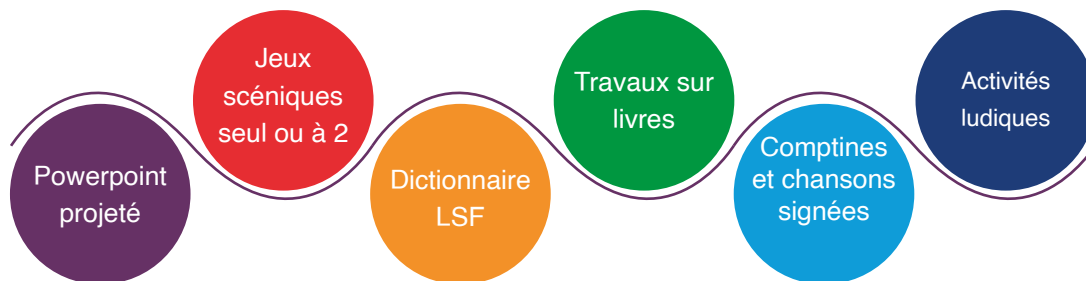 Powerpoint
projeté
Jeux
scéniques
seul ou à 2
Dictionnaire
LSF
Travaux sur
livres
Comptines
et chansons
signées
Activités
ludiques